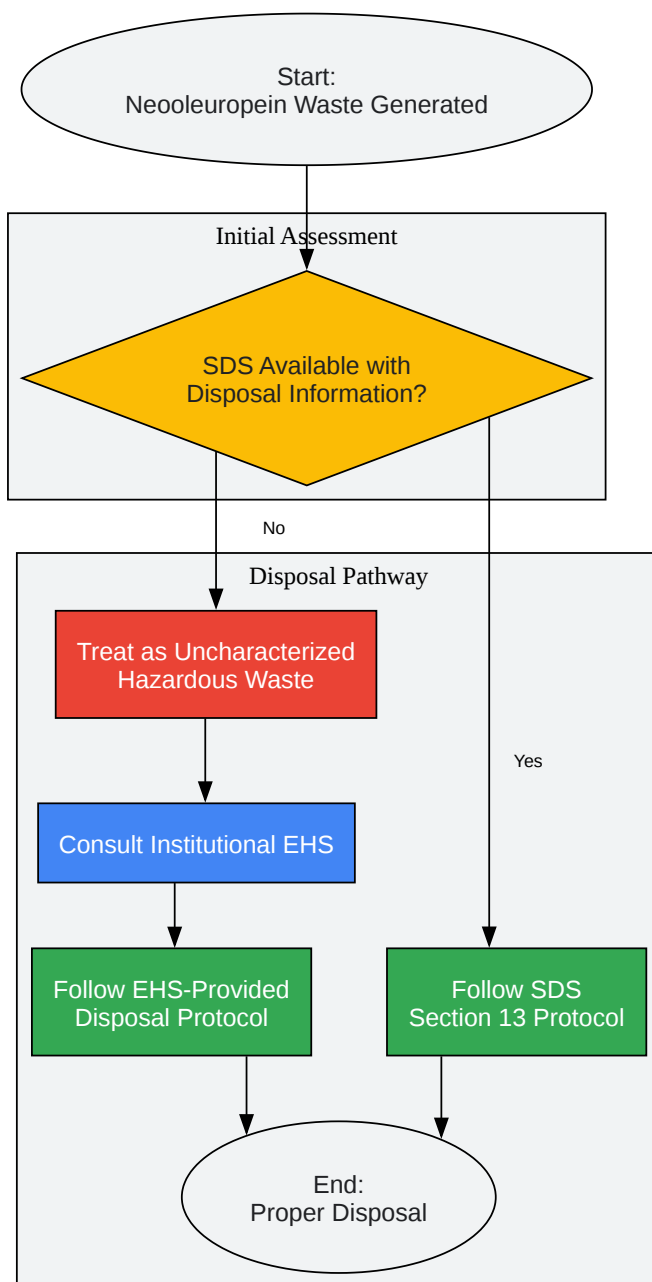 Start:
Neooleuropein Waste Generated
Initial Assessment
SDS Available with
Disposal Information?
No
Disposal Pathway
Treat as Uncharacterized
Hazardous Waste
Yes
Consult Institutional EHS
Follow EHS-Provided
Disposal Protocol
Follow SDS
Section 13 Protocol
End:
Proper Disposal